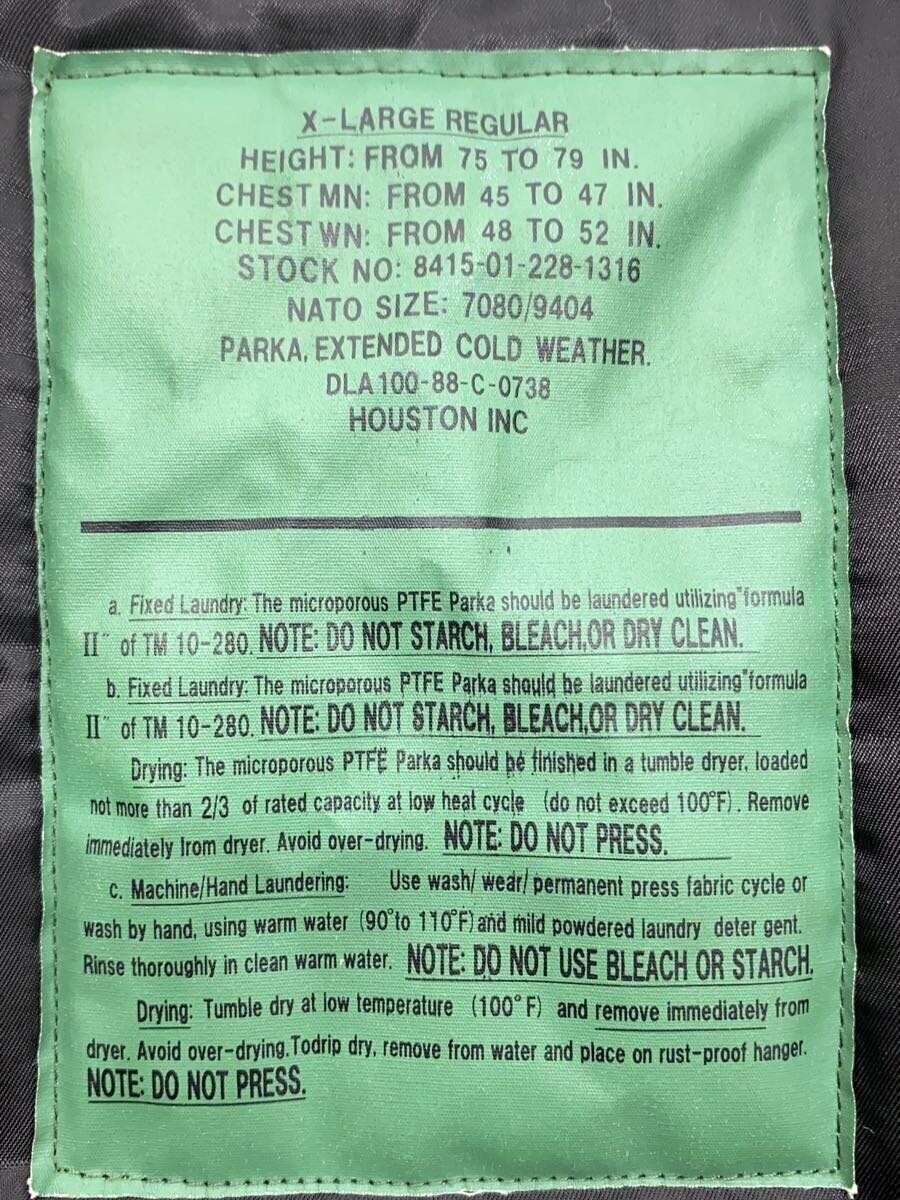 X-LARGE REGULAR
HEIGHT: FROM 75 TO 79 IN.
CHEST MN: FROM 45 TO 47 IN.
CHEST WN: FROM 48 TO 52 IN.
STOCK NO: 8415-01-228-1316
NATO SIZE: 7080/9404
PARKA, EXTENDED COLD WEATHER.
DLA100-88-C-0738
HOUSTON INC
a. Fixed Laundry: The microporous PTFE Parka should be laundered utilizing "formula
II" of TM 10-280. NOTE: DO NOT STARCH, BLEACH,OR DRY CLEAN.
b. Fixed Laundry: The microporous PTFE Parka should be laundered utilizing "formula
II" of TM 10-280. NOTE: DO NOT STARCH, BLEACH,OR DRY CLEAN.
Drying: The microporous PTFE Parka should be finished in a tumble dryer. loaded
not more than 2/3 of rated capacity at low heat cycle (do not exceed 100°F). Remove
immediately Irom dryer. Avoid over-drying. NOTE: DO NOT PRESS.
c. Machine/Hand Laundering: Use wash/ wear/ permanent press fabric cycle or
wash by hand, using warm water (90°to 110°F)and mild powdered laundry deter gent.
Rinse thoroughly in clean warm water. NOTE: DO NOT USE BLEACH OR STARCH.
Drying: Tumble dry at low temperature (100°F) and remove immediately from
dryer. Avoid over-drying.Todrip dry, remove from water and place on rust-proof hanger.
NOTE: DO NOT PRESS.